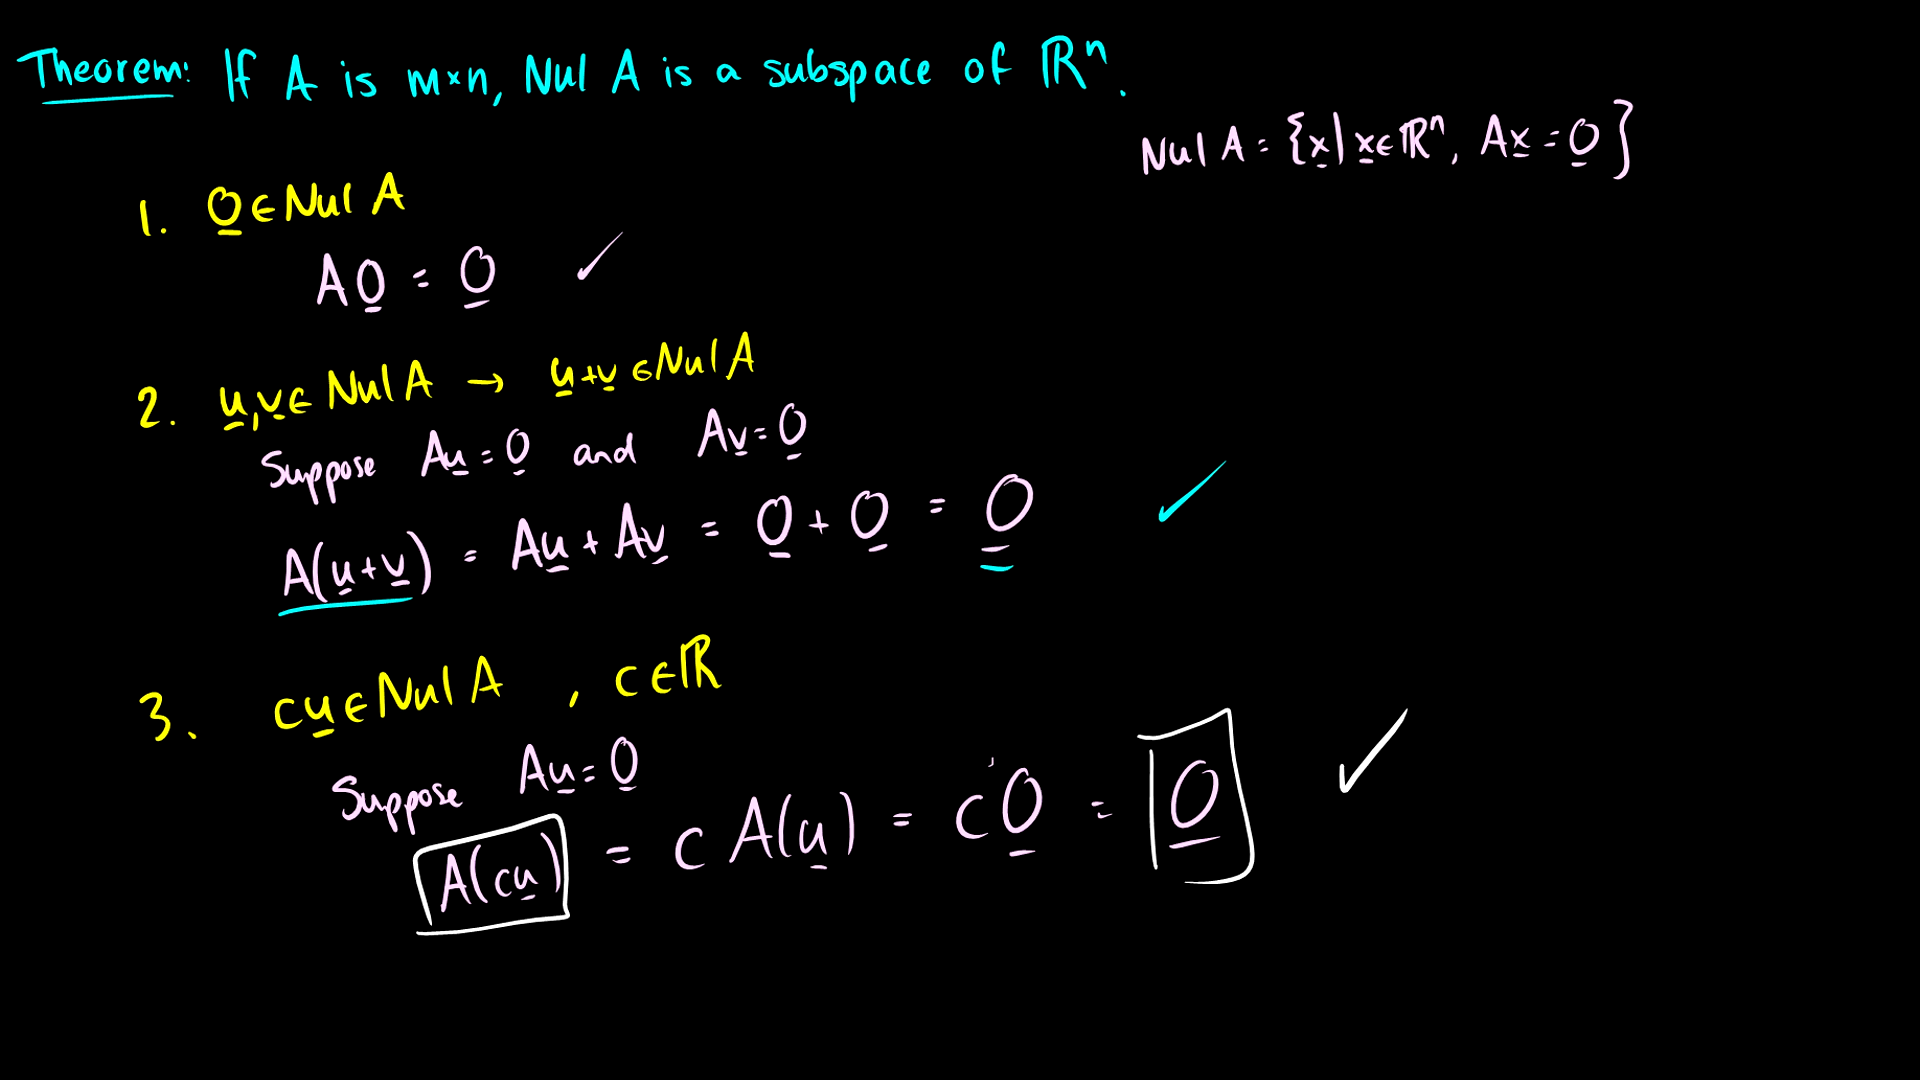 Theorem: If A is m×n, Nul A is a subspace of ℝⁿ.
Nul A = {x | x ∈ ℝⁿ, Ax = 0}
1. 0 ∈ Nul A
A0 = 0 ✓
2. u, v ∈ Nul A → u+v ∈ Nul A
Suppose Au = 0 and Av = 0
A(u+v) = Au + Av = 0 + 0 = 0 ✓
3. cu ∈ Nul A , c ∈ ℝ
Suppose Au = 0
A(cu) = c A(u) = c0 = 0 ✓